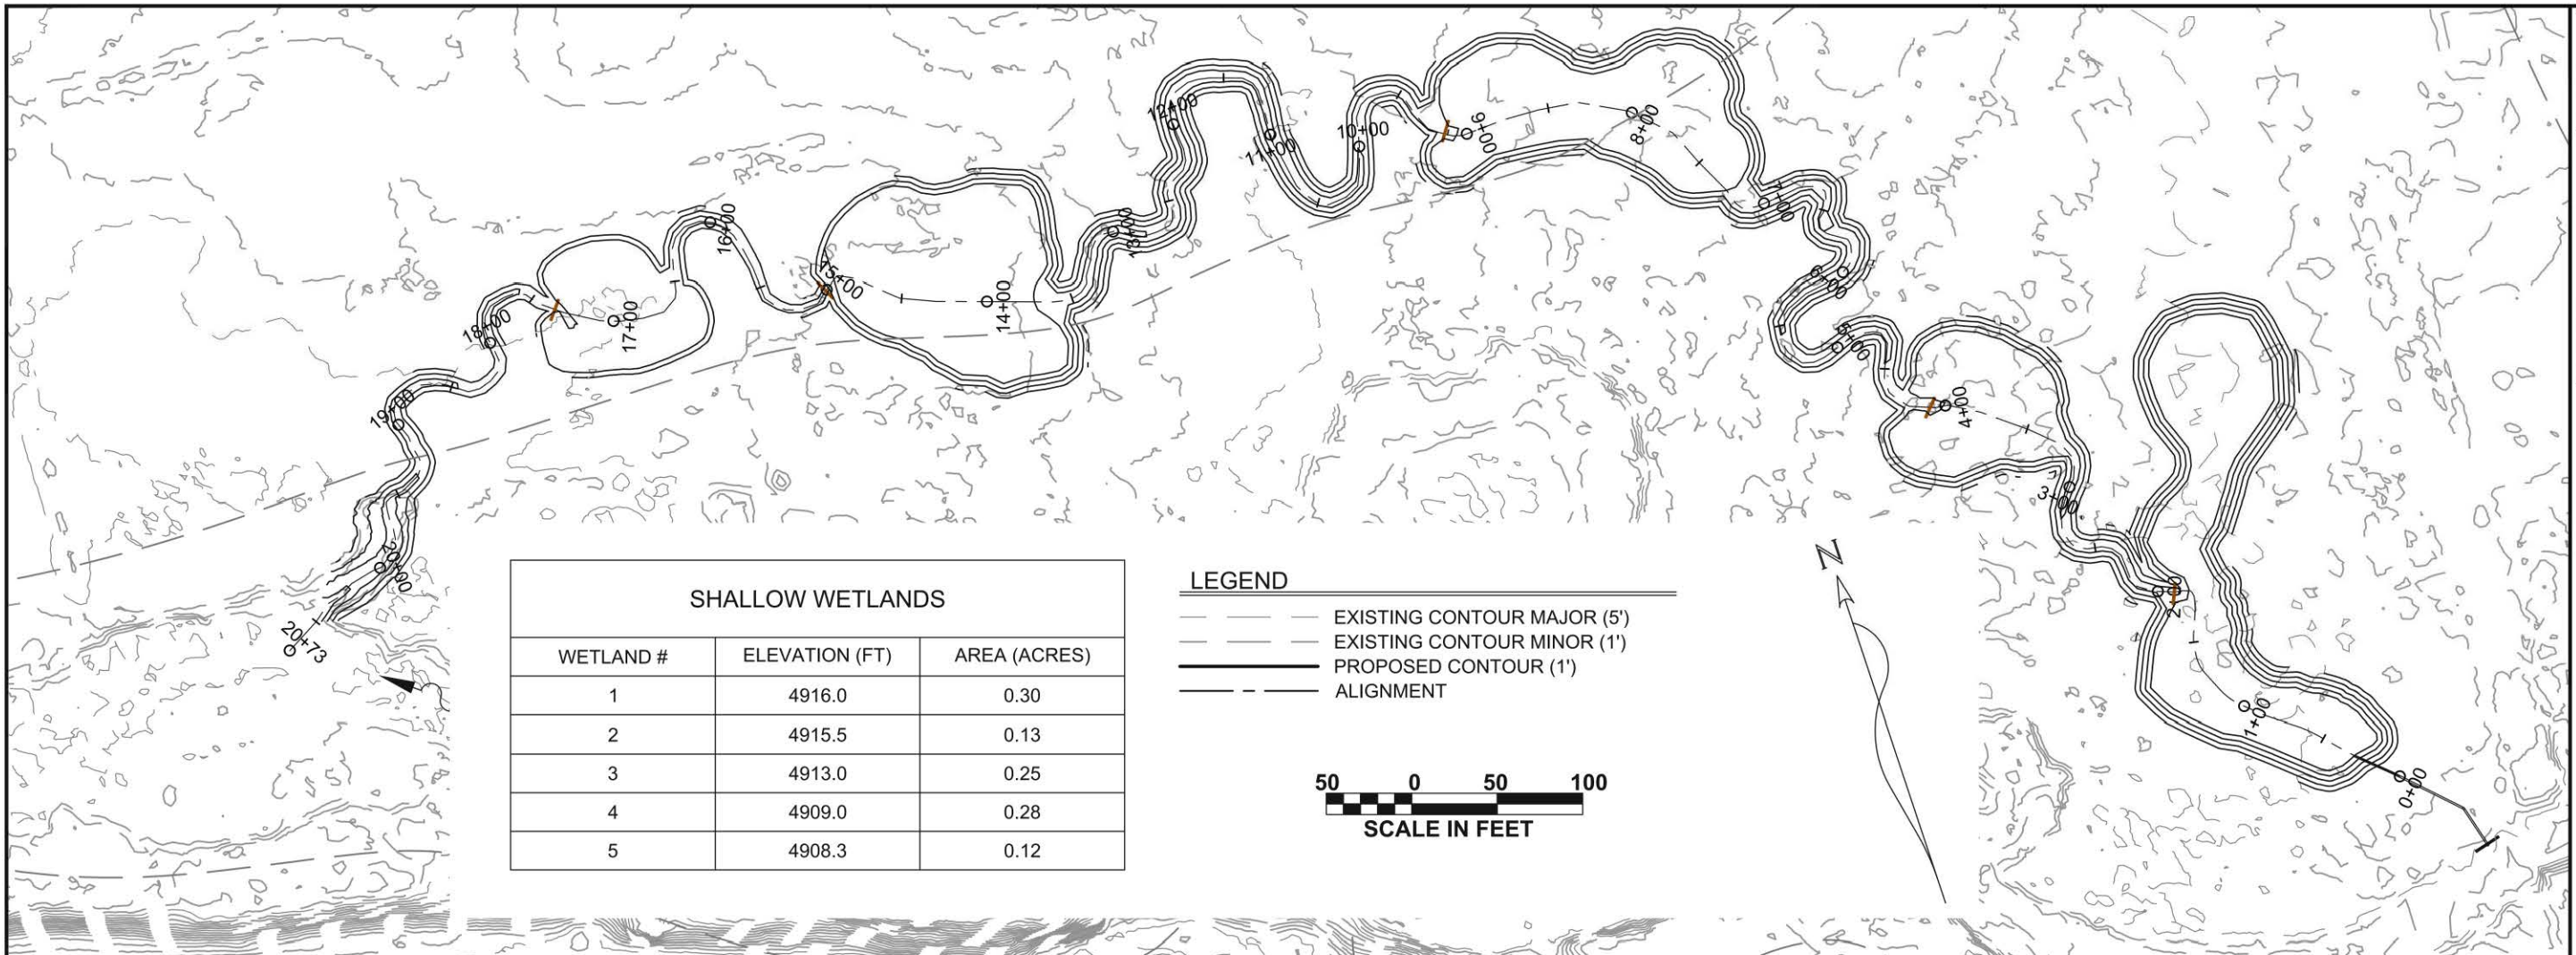 12+00
11+00
10+00
9+00
8+00
7+00
16+00
13+00
15+00
14+00
6+00
5+00
18+00
17+00
4+00
19+00
3+00
20+00
2+00
20+73
1+00
0+00
SHALLOW WETLANDS
WETLAND # ELEVATION (FT) AREA (ACRES)
1 4916.0 0.30
2 4915.5 0.13
3 4913.0 0.25
4 4909.0 0.28
5 4908.3 0.12
LEGEND
EXISTING CONTOUR MAJOR (5')
EXISTING CONTOUR MINOR (1')
PROPOSED CONTOUR (1')
ALIGNMENT
N
50 0 50 100
SCALE IN FEET